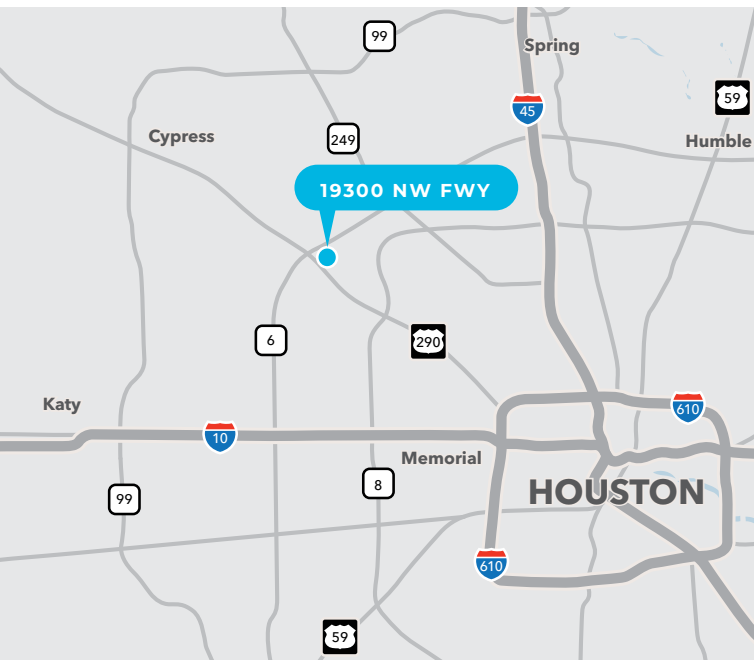 99
Spring
59
45
Cypress
249
Humble
19300 NW FWY
6
290
Katy
610
10
Memorial
99
8
HOUSTON
610
59